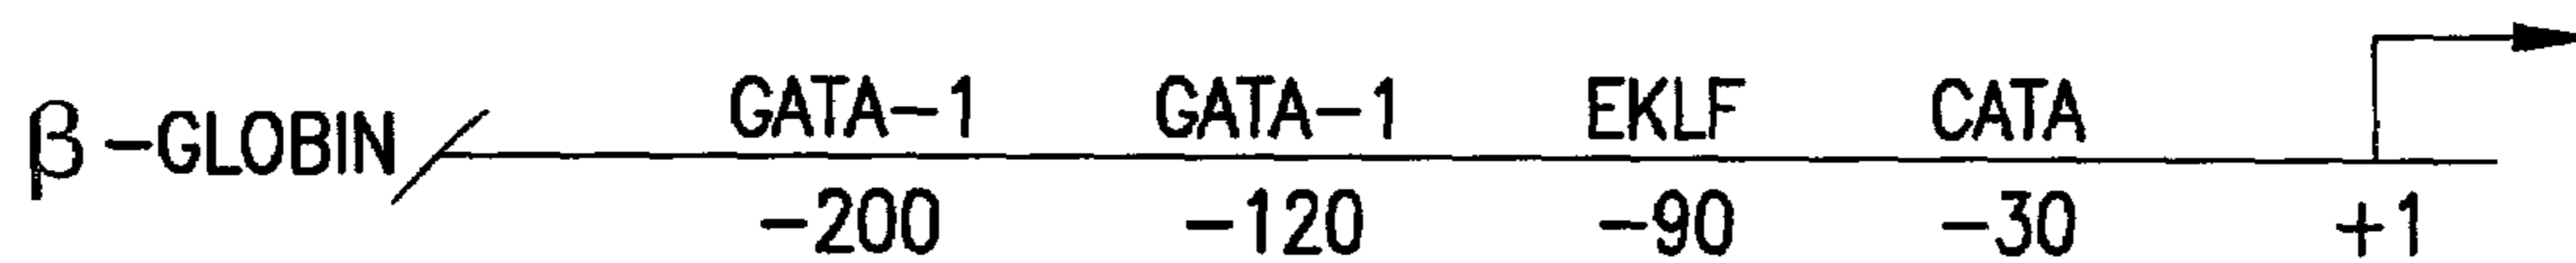 β-GLOBIN GATA-1 GATA-1 EKLF CATA
-200 -120 -90 -30 +1